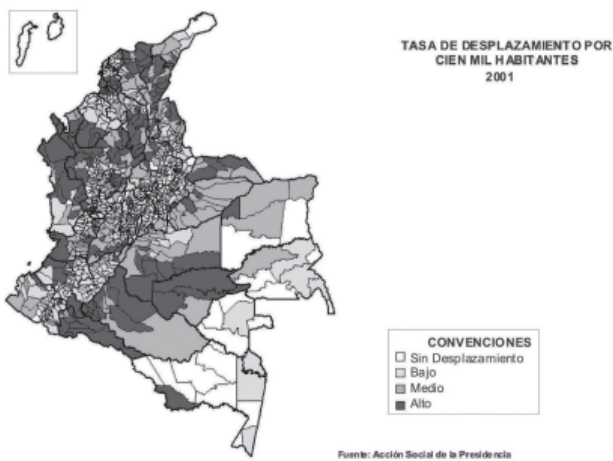 TASA DE DESPLAZAMIENTO POR
CIEN MIL HABITANTES
2001
CONVENCIONES
Sin Desplazamiento
Bajo
Medio
Alto
Fuente: Acción Social de la Presidencia